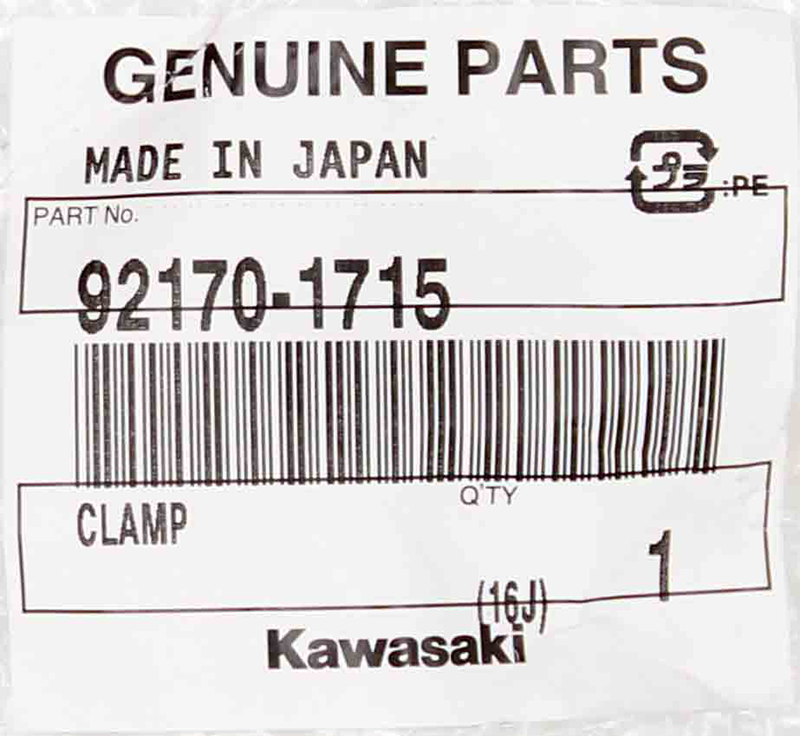 GENUINE PARTS
MADE IN JAPAN
プラ:PE
PART No.
92170-1715
Q'TY
CLAMP
1
(16J)
Kawasaki